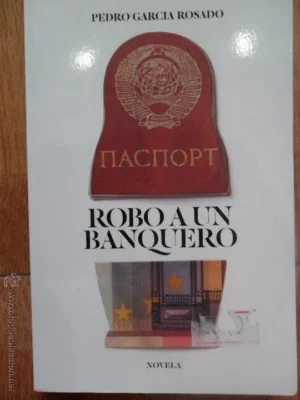 PEDRO GARCIA ROSADO
ПАСПОРТ
ROBO A UN
BANQUERO
NOVELA